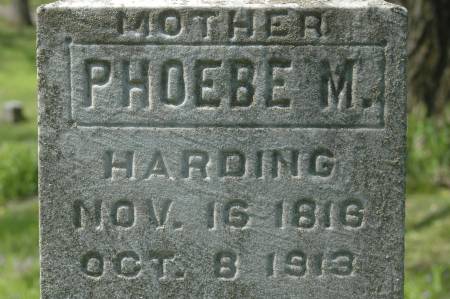 MOTHER
PHOEBE M.
HARDING
NOV. 16 1816
OCT. 8 1913